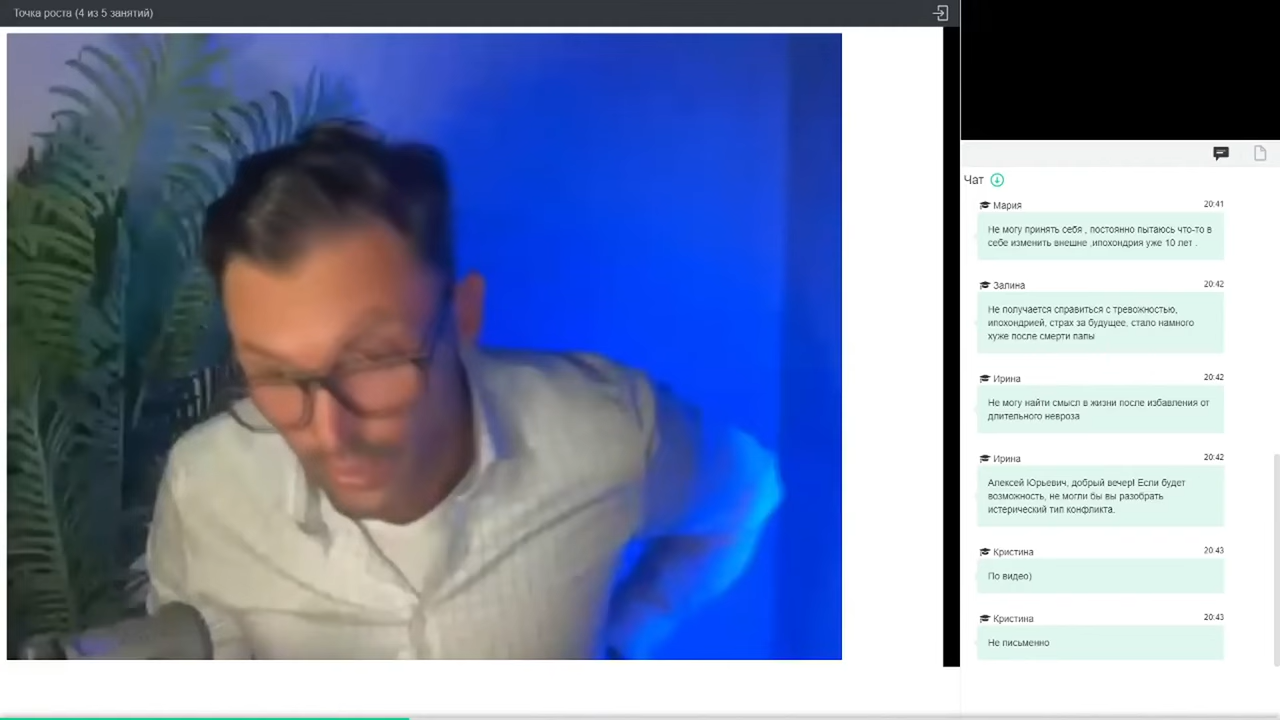 Точка роста (4 из 5 занятий)
Чат
Мария 20:41
Не могу принять себя , постоянно пытаюсь что-то в
себе изменить внешне ,ипохондрия уже 10 лет .
Залина 20:42
Не получается справиться с тревожностью,
ипохондрией, страх за будущее, стало намного
хуже после смерти папы
Ирина 20:42
Не могу найти смысл в жизни после избавления от
длительного невроза
Ирина 20:42
Алексей Юрьевич, добрый вечер! Если будет
возможность, не могли бы вы разобрать
истерический тип конфликта.
Кристина 20:43
По видео)
Кристина 20:43
Не письменно